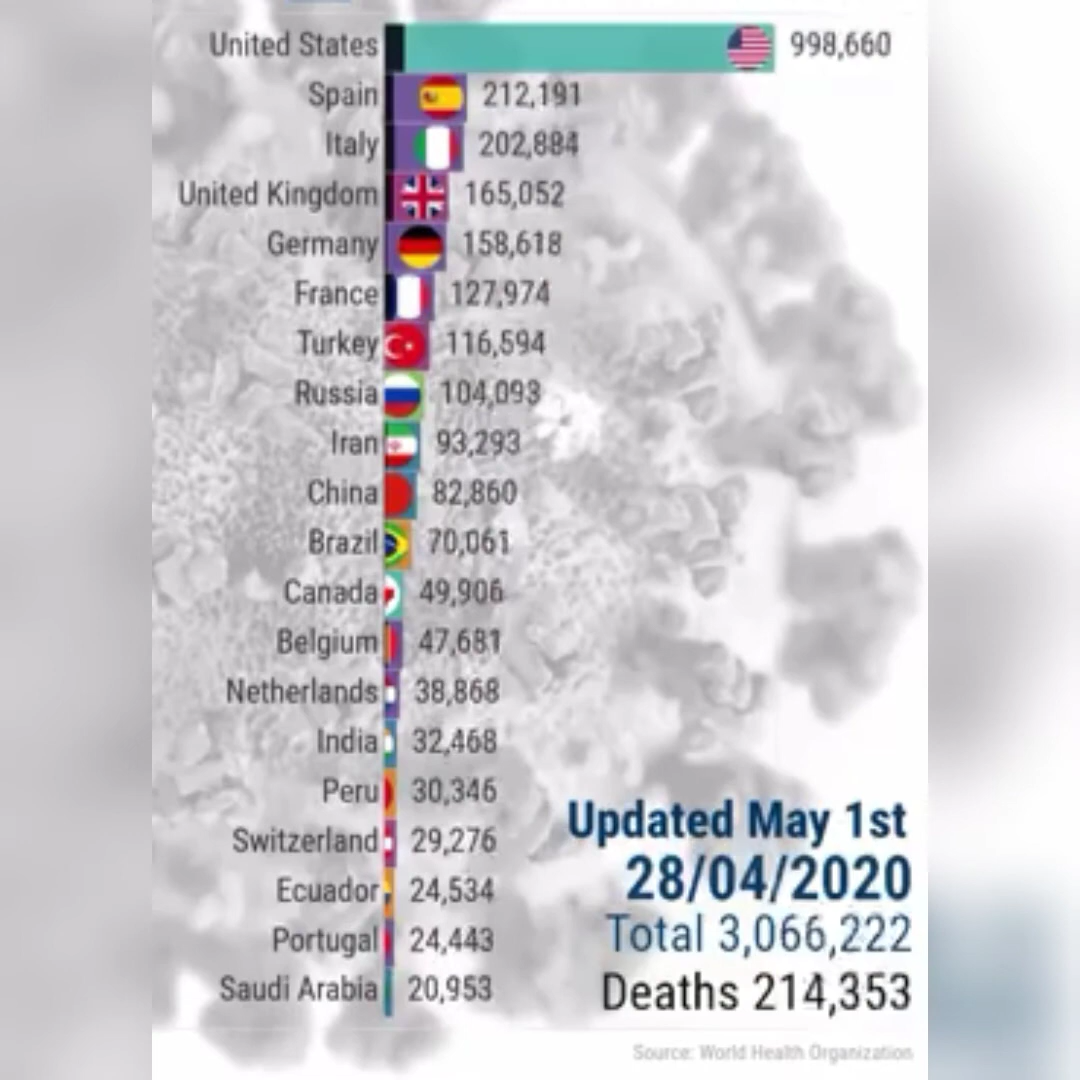 United States 998,660
Spain 212,191
Italy 202,884
United Kingdom 165,052
Germany 158,618
France 127,974
Turkey 116,594
Russia 104,093
Iran 93,293
China 82,860
Brazil 70,061
Canada 49,906
Belgium 47,681
Netherlands 38,868
India 32,468
Peru 30,346
Switzerland 29,276
Ecuador 24,534
Portugal 24,443
Saudi Arabia 20,953
Updated May 1st
28/04/2020
Total 3,066,222
Deaths 214,353
Source: World Health Organization